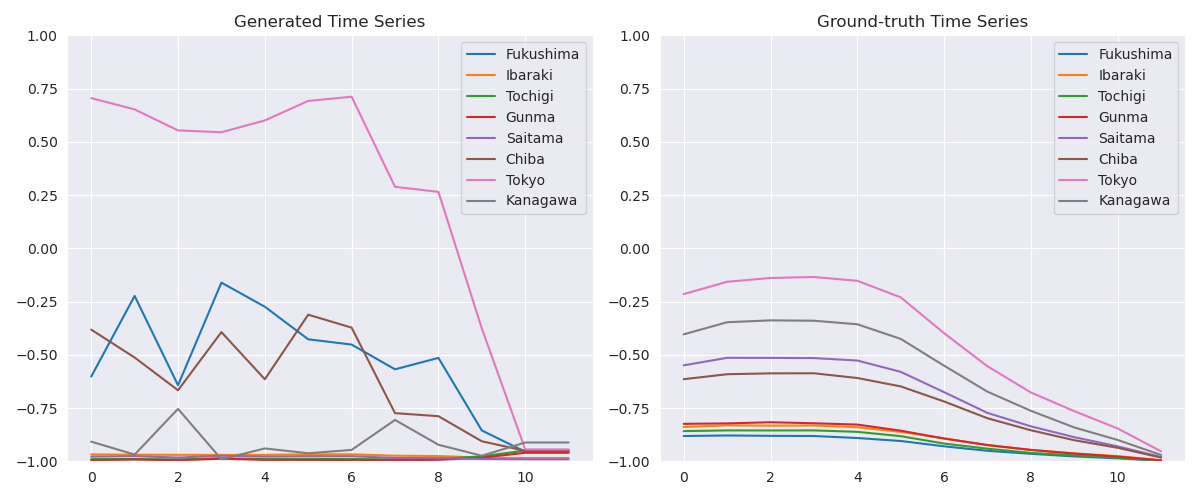 Generated Time Series
1.00
0.75
0.50
0.25
0.00
−0.25
−0.50
−0.75
−1.00
0 2 4 6 8 10
Fukushima
Ibaraki
Tochigi
Gunma
Saitama
Chiba
Tokyo
Kanagawa
Ground-truth Time Series
1.00
0.75
0.50
0.25
0.00
−0.25
−0.50
−0.75
−1.00
0 2 4 6 8 10
Fukushima
Ibaraki
Tochigi
Gunma
Saitama
Chiba
Tokyo
Kanagawa